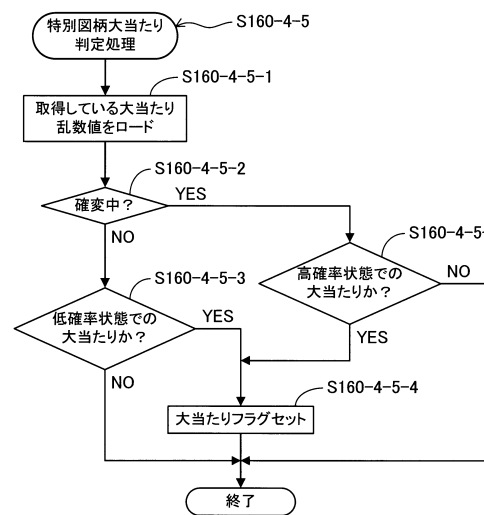 特別図柄大当たり
判定処理
S160-4-5
S160-4-5-1
取得している大当たり
乱数値をロード
S160-4-5-2
確変中？
YES
NO
S160-4-5-
高確率状態での
大当たりか？
NO
YES
S160-4-5-3
低確率状態での
大当たりか？
YES
NO
S160-4-5-4
大当たりフラグセット
終了